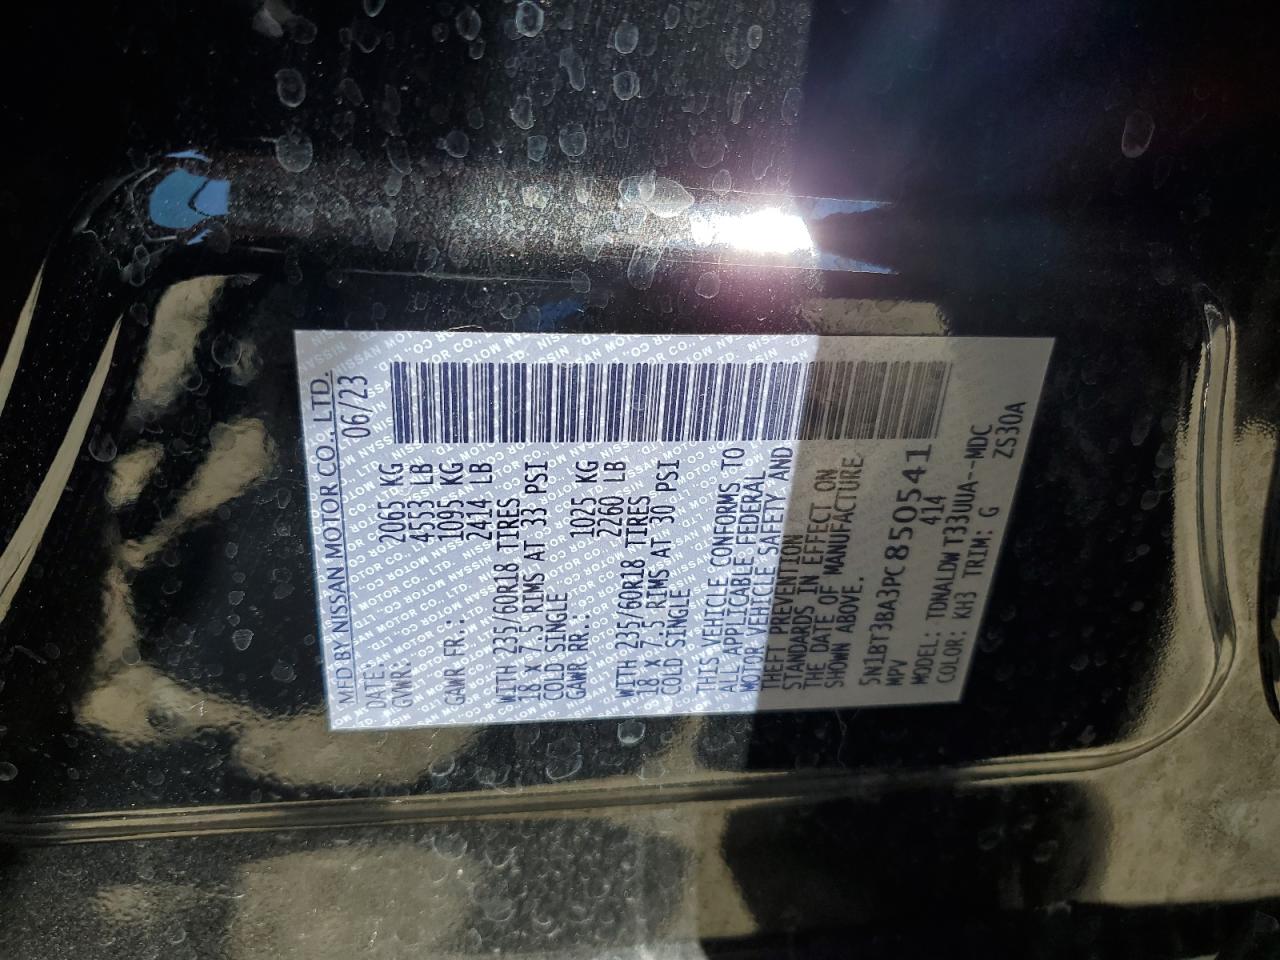 MFD BY NISSAN MOTOR CO., LTD.
DATE: 06/23
GVWR: 2065 KG
4553 LB
GAWR FR.: 1095 KG
2414 LB
WITH 235/60R18 TIRES
18 X 7.5 RIMS AT 33 PSI
COLD SINGLE
GAWR RR.: 1025 KG
2260 LB
WITH 235/60R18 TIRES
18 X 7.5 RIMS AT 30 PSI
COLD SINGLE
THIS VEHICLE CONFORMS TO
ALL APPLICABLE FEDERAL
MOTOR VEHICLE SAFETY AND
THEFT PREVENTION
STANDARDS IN EFFECT ON
THE DATE OF MANUFACTURE
SHOWN ABOVE.
5N1BT3BA3PC850541
MPV 414
MODEL: TDNALDWT33UUA--MDC
COLOR: KH3 TRIM: G ZS30A